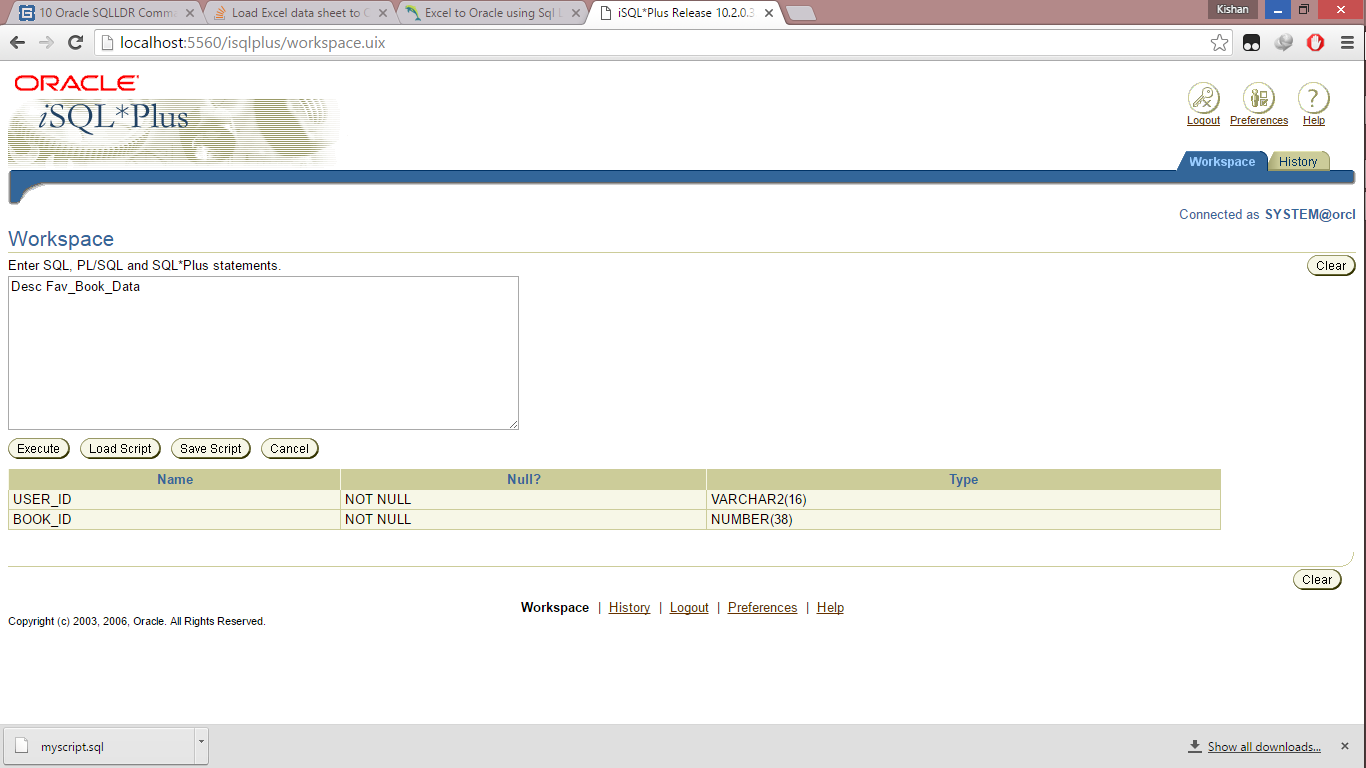 10 Oracle SQLLDR Comma
Load Excel data sheet to O
Excel to Oracle using Sql L
iSQL*Plus Release 10.2.0.3
Kishan
localhost:5560/isqlplus/workspace.uix
ORACLE
iSQL*Plus
Logout Preferences Help
Workspace History
Connected as SYSTEM@orcl
Workspace
Enter SQL, PL/SQL and SQL*Plus statements.
Clear
Desc Fav_Book_Data
Execute Load Script Save Script Cancel
Name Null? Type
USER_ID NOT NULL VARCHAR2(16)
BOOK_ID NOT NULL NUMBER(38)
Clear
Workspace | History | Logout | Preferences | Help
Copyright (c) 2003, 2006, Oracle. All Rights Reserved.
myscript.sql
Show all downloads...